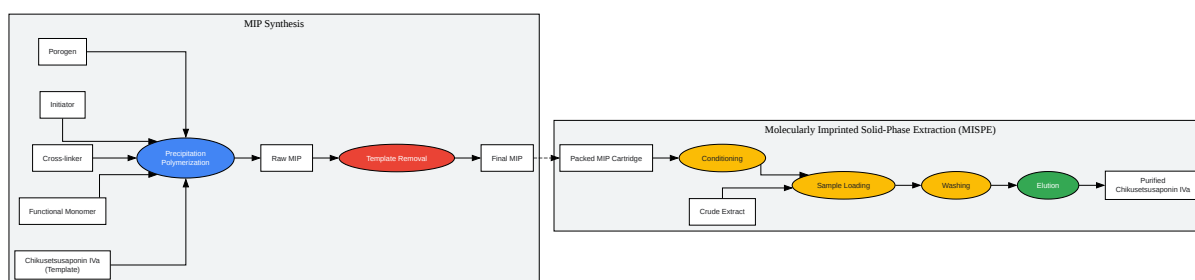 MIP Synthesis
Porogen
Initiator
Cross-linker
Functional Monomer
Chikusetsusaponin IVa
(Template)
Precipitation
Polymerization
Raw MIP
Template Removal
Final MIP
Molecularly Imprinted Solid-Phase Extraction (MISPE)
Packed MIP Cartridge
Conditioning
Crude Extract
Sample Loading
Washing
Elution
Purified
Chikusetsusaponin IVa